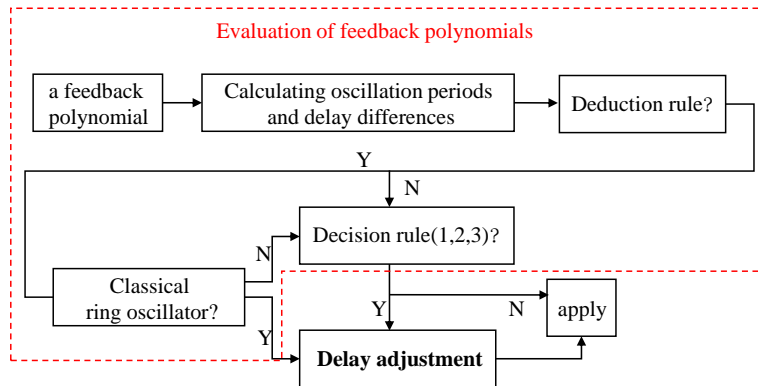 Evaluation of feedback polynomials
a feedback
polynomial
Calculating oscillation periods
and delay differences
Deduction rule?
Y
N
Decision rule(1,2,3)?
N
Classical
ring oscillator?
Y
Y
N
apply
Delay adjustment